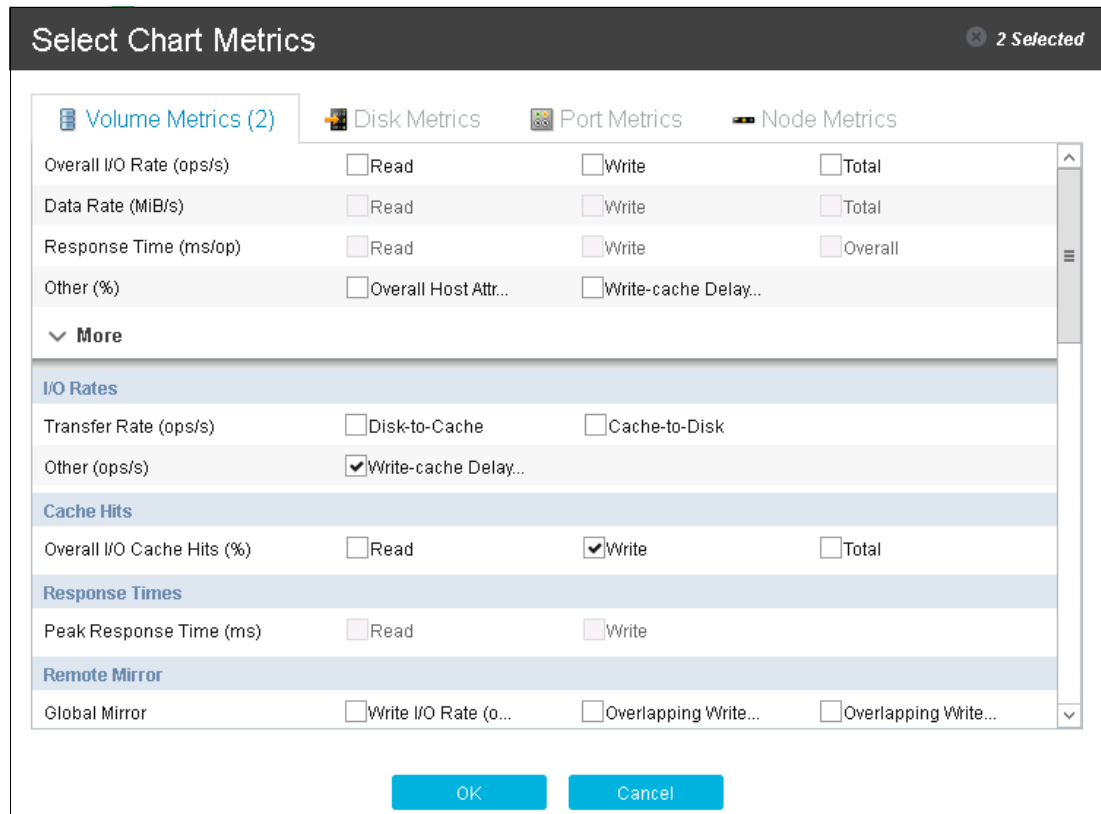 Select Chart Metrics 2 Selected
Volume Metrics (2) Disk Metrics Port Metrics Node Metrics
Overall I/O Rate (ops/s) Read Write Total
Data Rate (MiB/s) Read Write Total
Response Time (ms/op) Read Write Overall
Other (%) Overall Host Attr... Write-cache Delay...
More
I/O Rates
Transfer Rate (ops/s) Disk-to-Cache Cache-to-Disk
Other (ops/s) Write-cache Delay...
Cache Hits
Overall I/O Cache Hits (%) Read Write Total
Response Times
Peak Response Time (ms) Read Write
Remote Mirror
Global Mirror Write I/O Rate (o... Overlapping Write... Overlapping Write...
OK Cancel